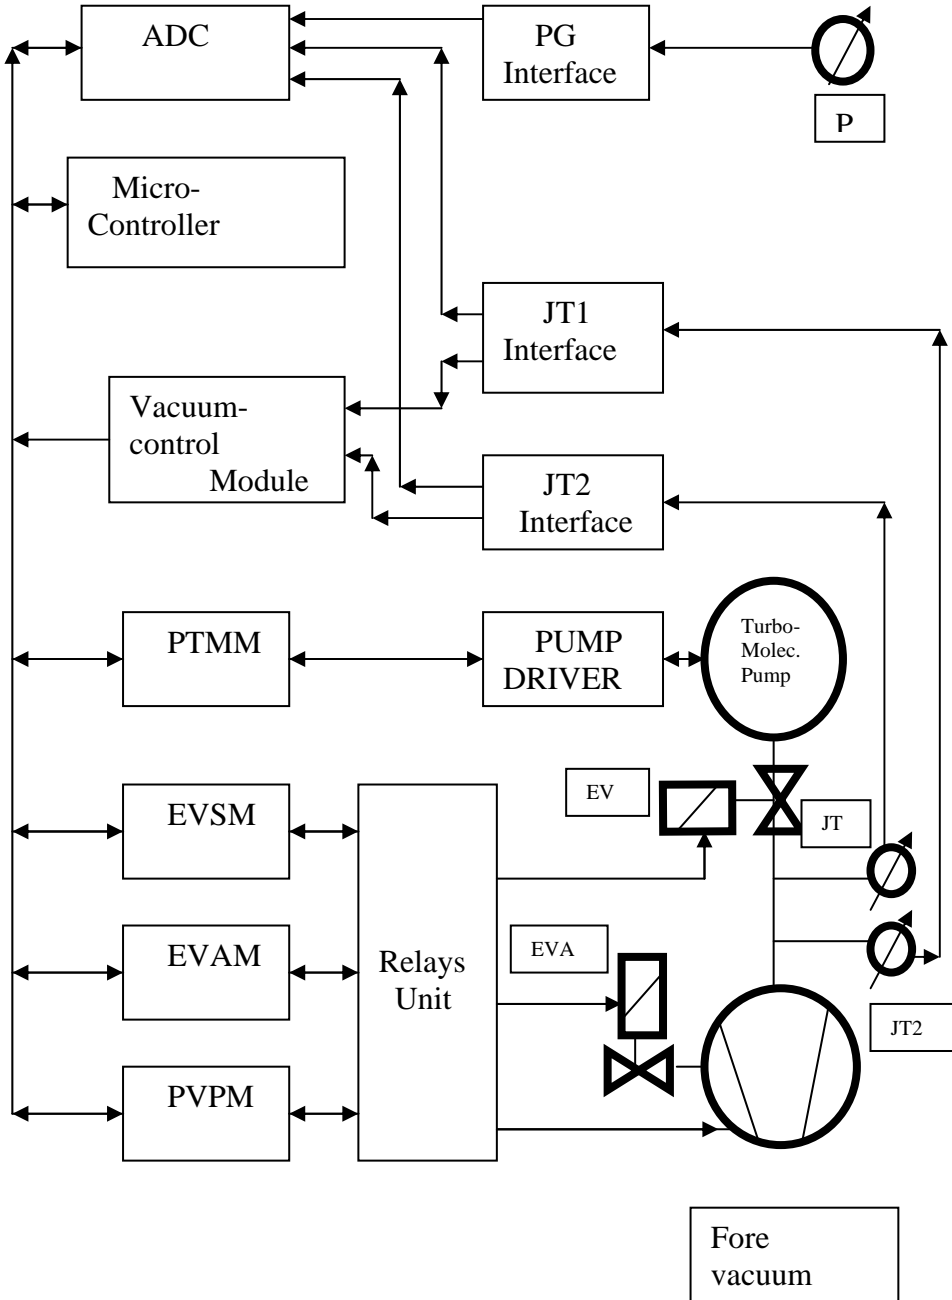 ADC
PG
Interface
P
Micro-
Controller
JT1
Interface
Vacuum-
control
Module
JT2
Interface
PTMM
PUMP
DRIVER
Turbo-
Molec.
Pump
EVSM
EV
JT
EVAM
Relays
Unit
EVA
JT2
PVPM
Fore
vacuum